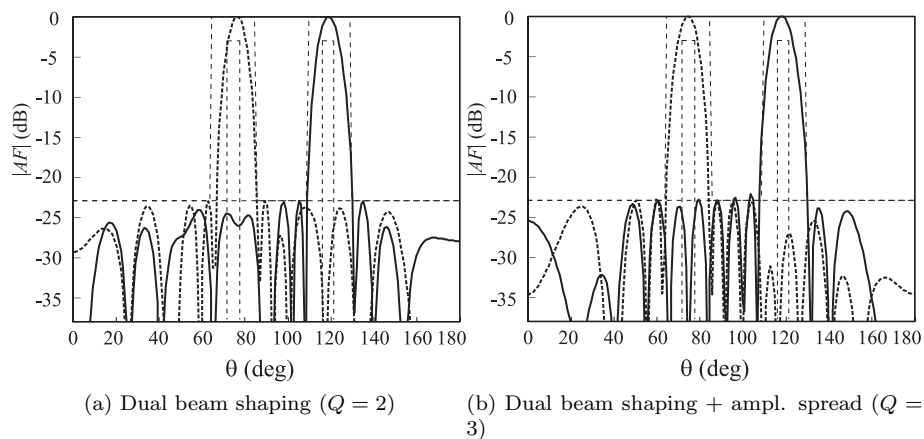 0
-5
-10
-15
-20
-25
-30
-35
|AF| (dB)
0 20 40 60 80 100 120 140 160 180
θ (deg)
(a) Dual beam shaping (Q = 2)
0
-5
-10
-15
-20
-25
-30
-35
|AF| (dB)
0 20 40 60 80 100 120 140 160 180
θ (deg)
(b) Dual beam shaping + ampl. spread (Q =
3)